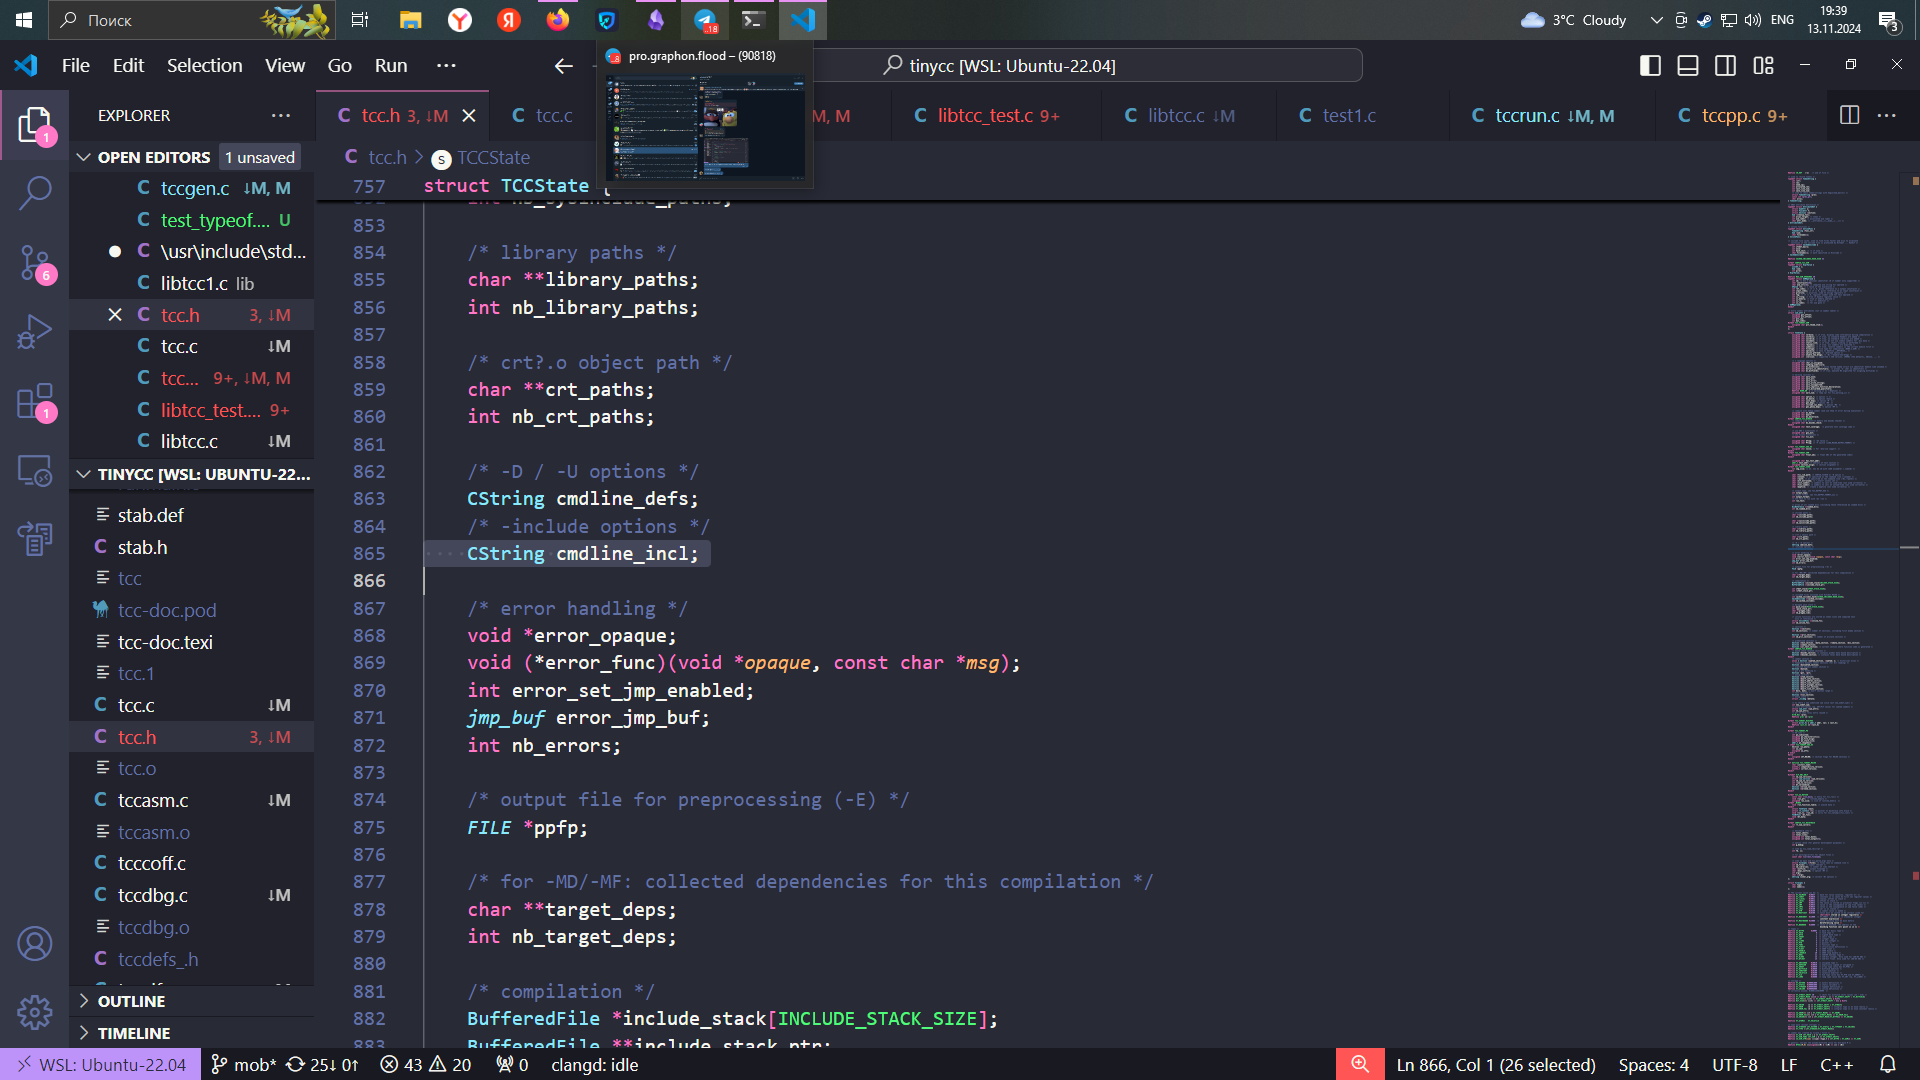 Поиск
.18
3°C Cloudy
ENG
19:39
13.11.2024
3
File Edit Selection View Go Run ···
pro.graphon.flood – (90818)
tinycc [WSL: Ubuntu-22.04]
EXPLORER
C tcc.h 3, ↓M
C tcc.c
M, M
C libtcc_test.c 9+
C libtcc.c ↓M
C test1.c
C tccrun.c ↓M, M
C tccpp.c 9+
OPEN EDITORS 1 unsaved
C tccgen.c ↓M, M
C test_typeof.... U
C \usr\include\std...
C libtcc1.c lib
C tcc.h 3, ↓M
C tcc.c ↓M
C tcc... 9+, ↓M, M
C libtcc_test.... 9+
C libtcc.c ↓M
TINYCC [WSL: UBUNTU-22...
stab.def
C stab.h
tcc
tcc-doc.pod
tcc-doc.texi
tcc.1
C tcc.c ↓M
C tcc.h 3, ↓M
tcc.o
C tccasm.c ↓M
tccasm.o
C tcccoff.c
C tccdbg.c ↓M
tccdbg.o
C tccdefs_.h
OUTLINE
TIMELINE
1
6
1
C tcc.h > S TCCState
757 struct TCCState {
int nb_sysinclude_paths;
853
854 /* library paths */
855 char **library_paths;
856 int nb_library_paths;
857
858 /* crt?.o object path */
859 char **crt_paths;
860 int nb_crt_paths;
861
862 /* -D / -U options */
863 CString cmdline_defs;
864 /* -include options */
865 CString cmdline_incl;
866
867 /* error handling */
868 void *error_opaque;
869 void (*error_func)(void *opaque, const char *msg);
870 int error_set_jmp_enabled;
871 jmp_buf error_jmp_buf;
872 int nb_errors;
873
874 /* output file for preprocessing (-E) */
875 FILE *ppfp;
876
877 /* for -MD/-MF: collected dependencies for this compilation */
878 char **target_deps;
879 int nb_target_deps;
880
881 /* compilation */
882 BufferedFile *include_stack[INCLUDE_STACK_SIZE];
883 BufferedFile **include_stack_ptr;
WSL: Ubuntu-22.04 mob* 25↓ 0↑ 43 20 0 clangd: idle
Ln 866, Col 1 (26 selected) Spaces: 4 UTF-8 LF C++